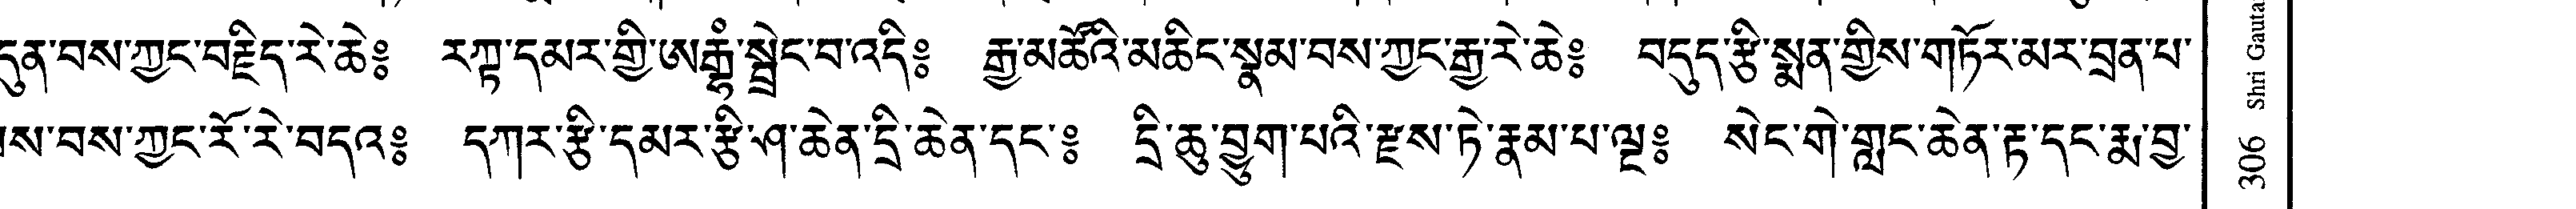 དུན་བས་ཀྱང་བརྗིད་རེ་ཆེ༔ རཀྟ་དམར་གྱི་ཨརྒྷཾ་སྦྲེང་བ་འདི༔ རྒྱ་མཚོའི་མཆིང་སྣམ་བས་ཀྱང་རྒྱ་རེ་ཆེ༔ བདུད་རྩི་སྨན་གྱིས་གཏོར་མར་བྲན་པ་
ས་བས་ཀྱང་རོ་རེ་བདའ༔ དཀར་རྩི་དམར་རྩི་ཤ་ཆེན་དྲི་ཆེན་དང་༔ དྲི་ཆུ་བྱུག་པའི་རྫས་ཏེ་རྣམ་པ་ལྔ༔ སེང་གེ་གླང་ཆེན་རྟ་དང་རྨ་བྱ་
306 Shri Gauta